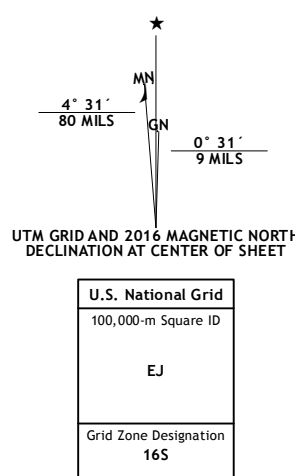 MN
4° 31´
80 MILS
GN
0° 31´
9 MILS
UTM GRID AND 2016 MAGNETIC NORTH
DECLINATION AT CENTER OF SHEET
U.S. National Grid
100,000-m Square ID
EJ
Grid Zone Designation
16S